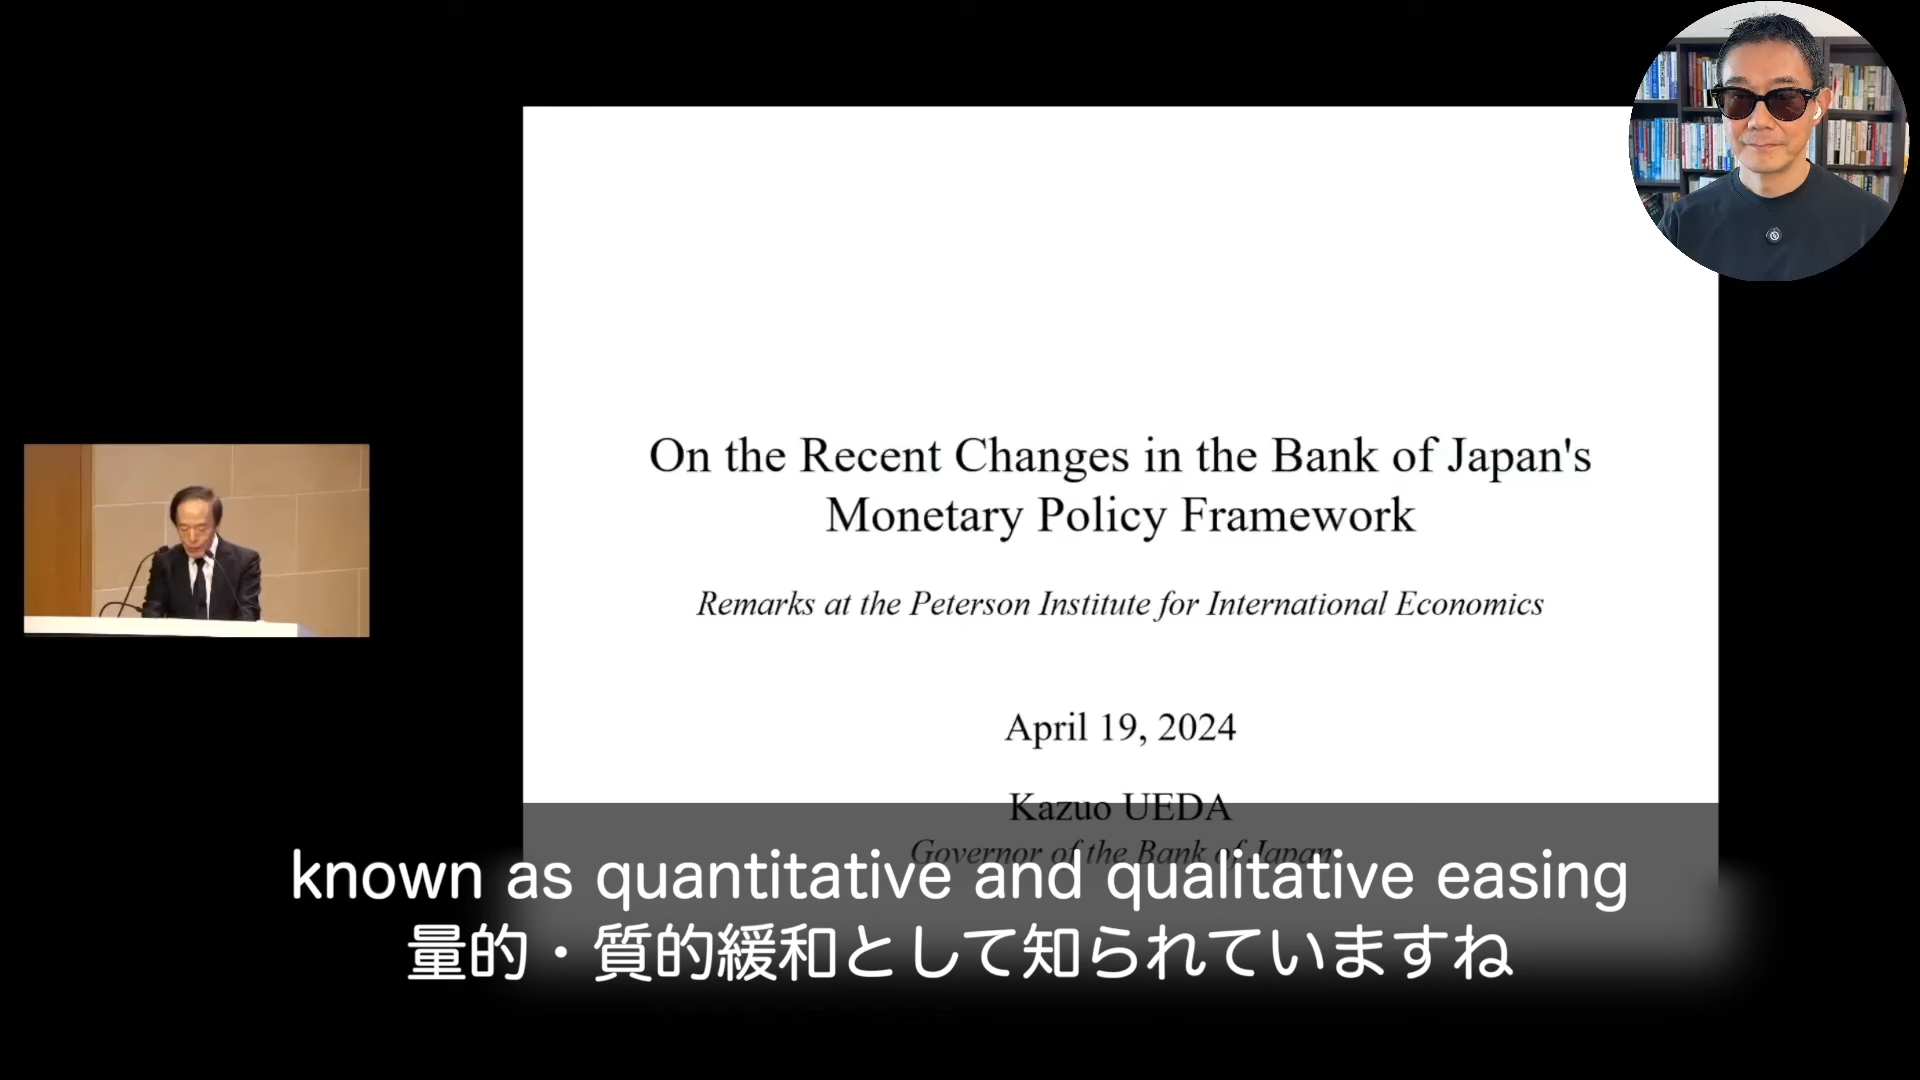 On the Recent Changes in the Bank of Japan's
Monetary Policy Framework
Remarks at the Peterson Institute for International Economics
April 19, 2024
Kazuo UEDA
Governor of the Bank of Japan
known as quantitative and qualitative easing
量的・質的緩和として知られていますね